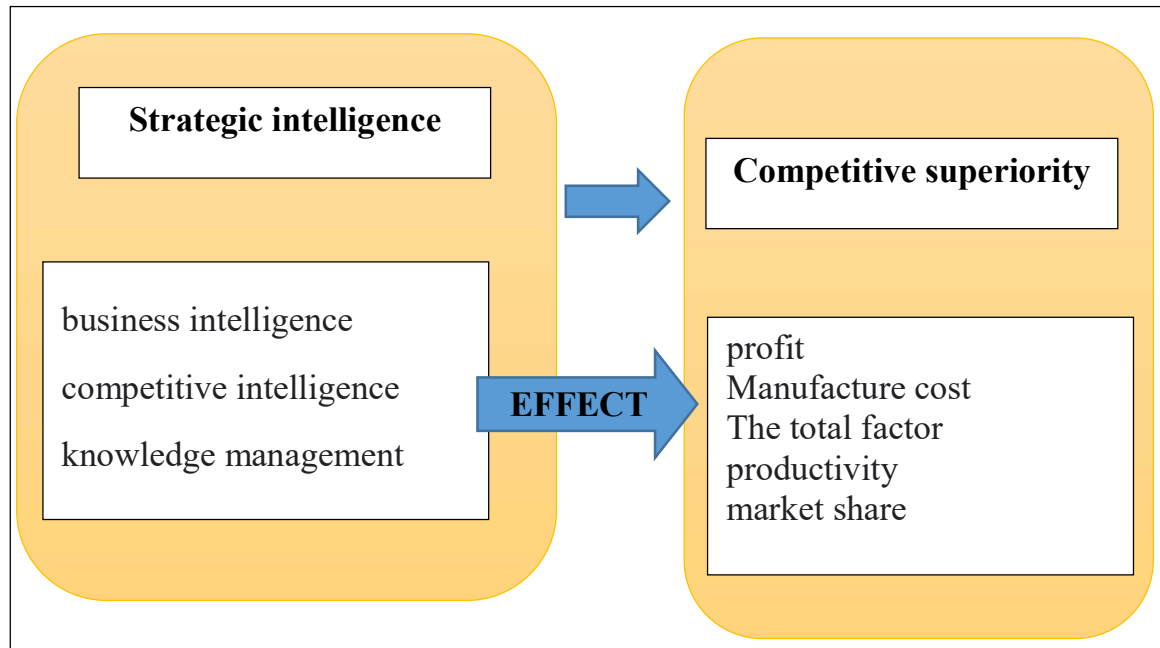 Strategic intelligence
business intelligence
competitive intelligence
knowledge management
EFFECT
Competitive superiority
profit
Manufacture cost
The total factor
productivity
market share